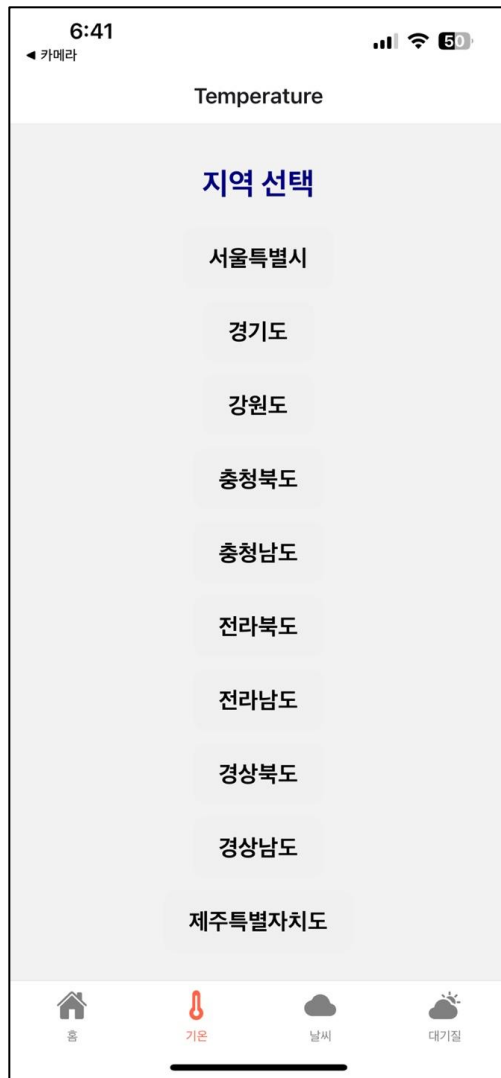 6:41
50
◀ 카메라
Temperature
지역 선택
서울특별시
경기도
강원도
충청북도
충청남도
전라북도
전라남도
경상북도
경상남도
제주특별자치도
홈 기온 날씨 대기질